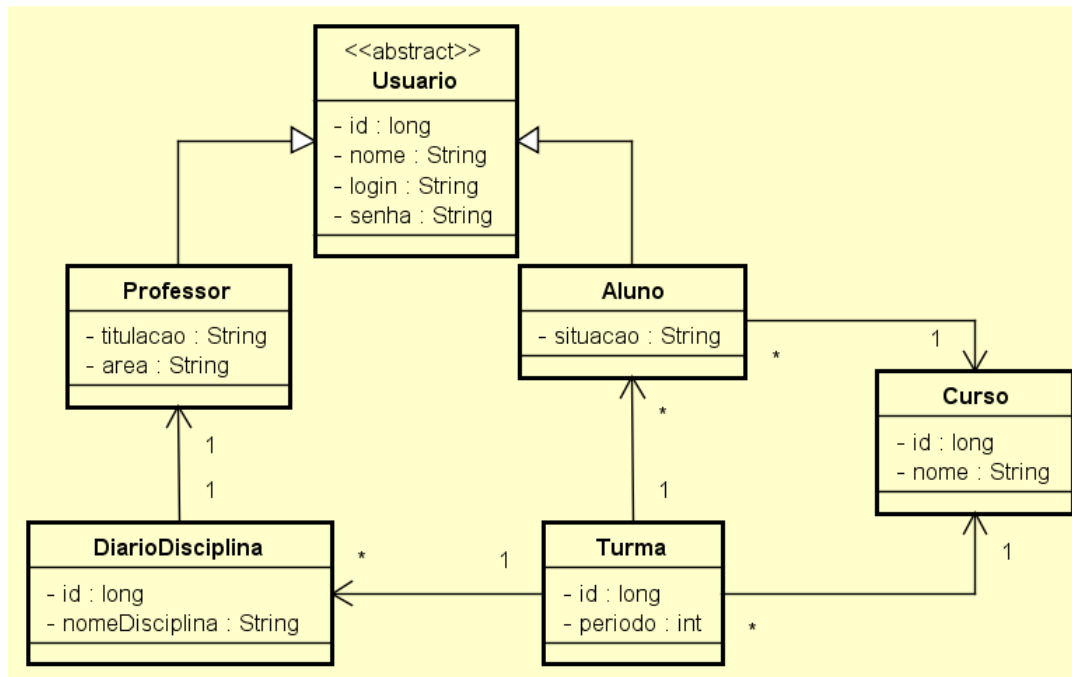 <<abstract>>
Usuario
- id : long
- nome : String
- login : String
- senha : String
Professor
- titulacao : String
- area : String
Aluno
- situacao : String
1
*
Curso
- id : long
- nome : String
1
1
*
1
DiarioDisciplina
- id : long
- nomeDisciplina : String
*
1
Turma
- id : long
- periodo : int
1
*